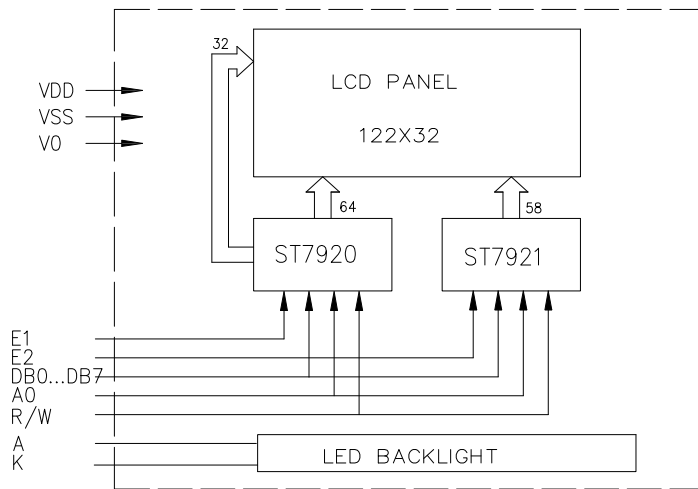 32
LCD PANEL
122X32
VDD
VSS
V0
64
58
ST7920
ST7921
E1
E2
DB0...DB7
A0
R/W
A
K
LED BACKLIGHT